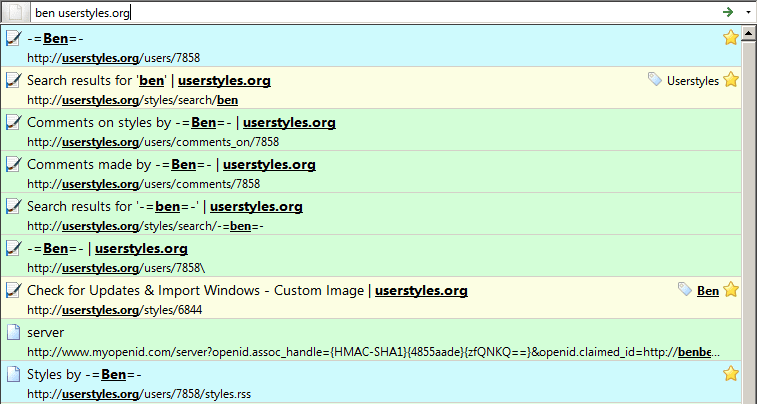 ben userstyles.org
-=Ben=-
http://userstyles.org/users/7858
Search results for 'ben' | userstyles.org
Userstyles
http://userstyles.org/styles/search/ben
Comments on styles by -=Ben=- | userstyles.org
http://userstyles.org/users/comments_on/7858
Comments made by -=Ben=- | userstyles.org
http://userstyles.org/users/comments/7858
Search results for '-=ben=-' | userstyles.org
http://userstyles.org/styles/search/-=ben=-
-=Ben=- | userstyles.org
http://userstyles.org/users/7858\
Check for Updates & Import Windows - Custom Image | userstyles.org
Ben
http://userstyles.org/styles/6844
server
http://www.myopenid.com/server?openid.assoc_handle={HMAC-SHA1}{4855aade}{zfQNKQ==}&openid.claimed_id=http://benbe...
Styles by -=Ben=-
http://userstyles.org/users/7858/styles.rss